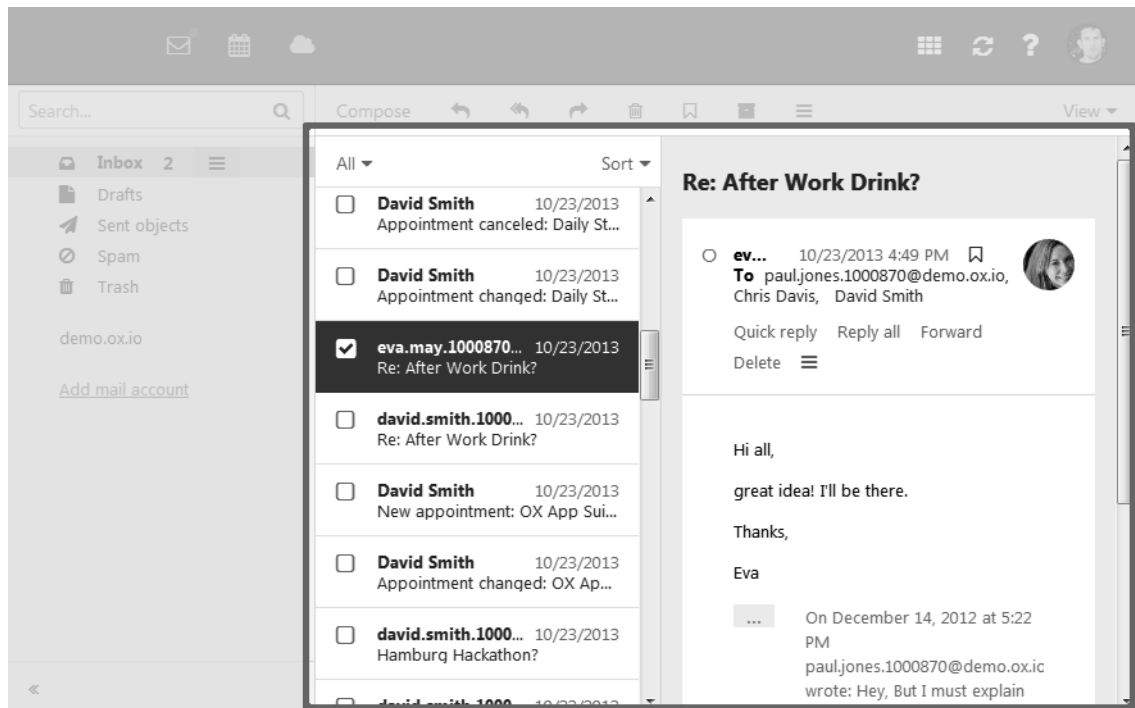 Search...
Compose
View
Inbox 2
Drafts
Sent objects
Spam
Trash
demo.ox.io
Add mail account
All Sort
David Smith 10/23/2013
Appointment canceled: Daily St...
David Smith 10/23/2013
Appointment changed: Daily St...
eva.may.1000870... 10/23/2013
Re: After Work Drink?
david.smith.1000... 10/23/2013
Re: After Work Drink?
David Smith 10/23/2013
New appointment: OX App Sui...
David Smith 10/23/2013
Appointment changed: OX Ap...
david.smith.1000... 10/23/2013
Hamburg Hackathon?
david.smith.1000... 10/23/2013
Re: After Work Drink?
ev... 10/23/2013 4:49 PM
To paul.jones.1000870@demo.ox.io,
Chris Davis, David Smith
Quick reply Reply all Forward
Delete
Hi all,
great idea! I'll be there.
Thanks,
Eva
... On December 14, 2012 at 5:22
PM
paul.jones.1000870@demo.ox.io
wrote: Hey, But I must explain